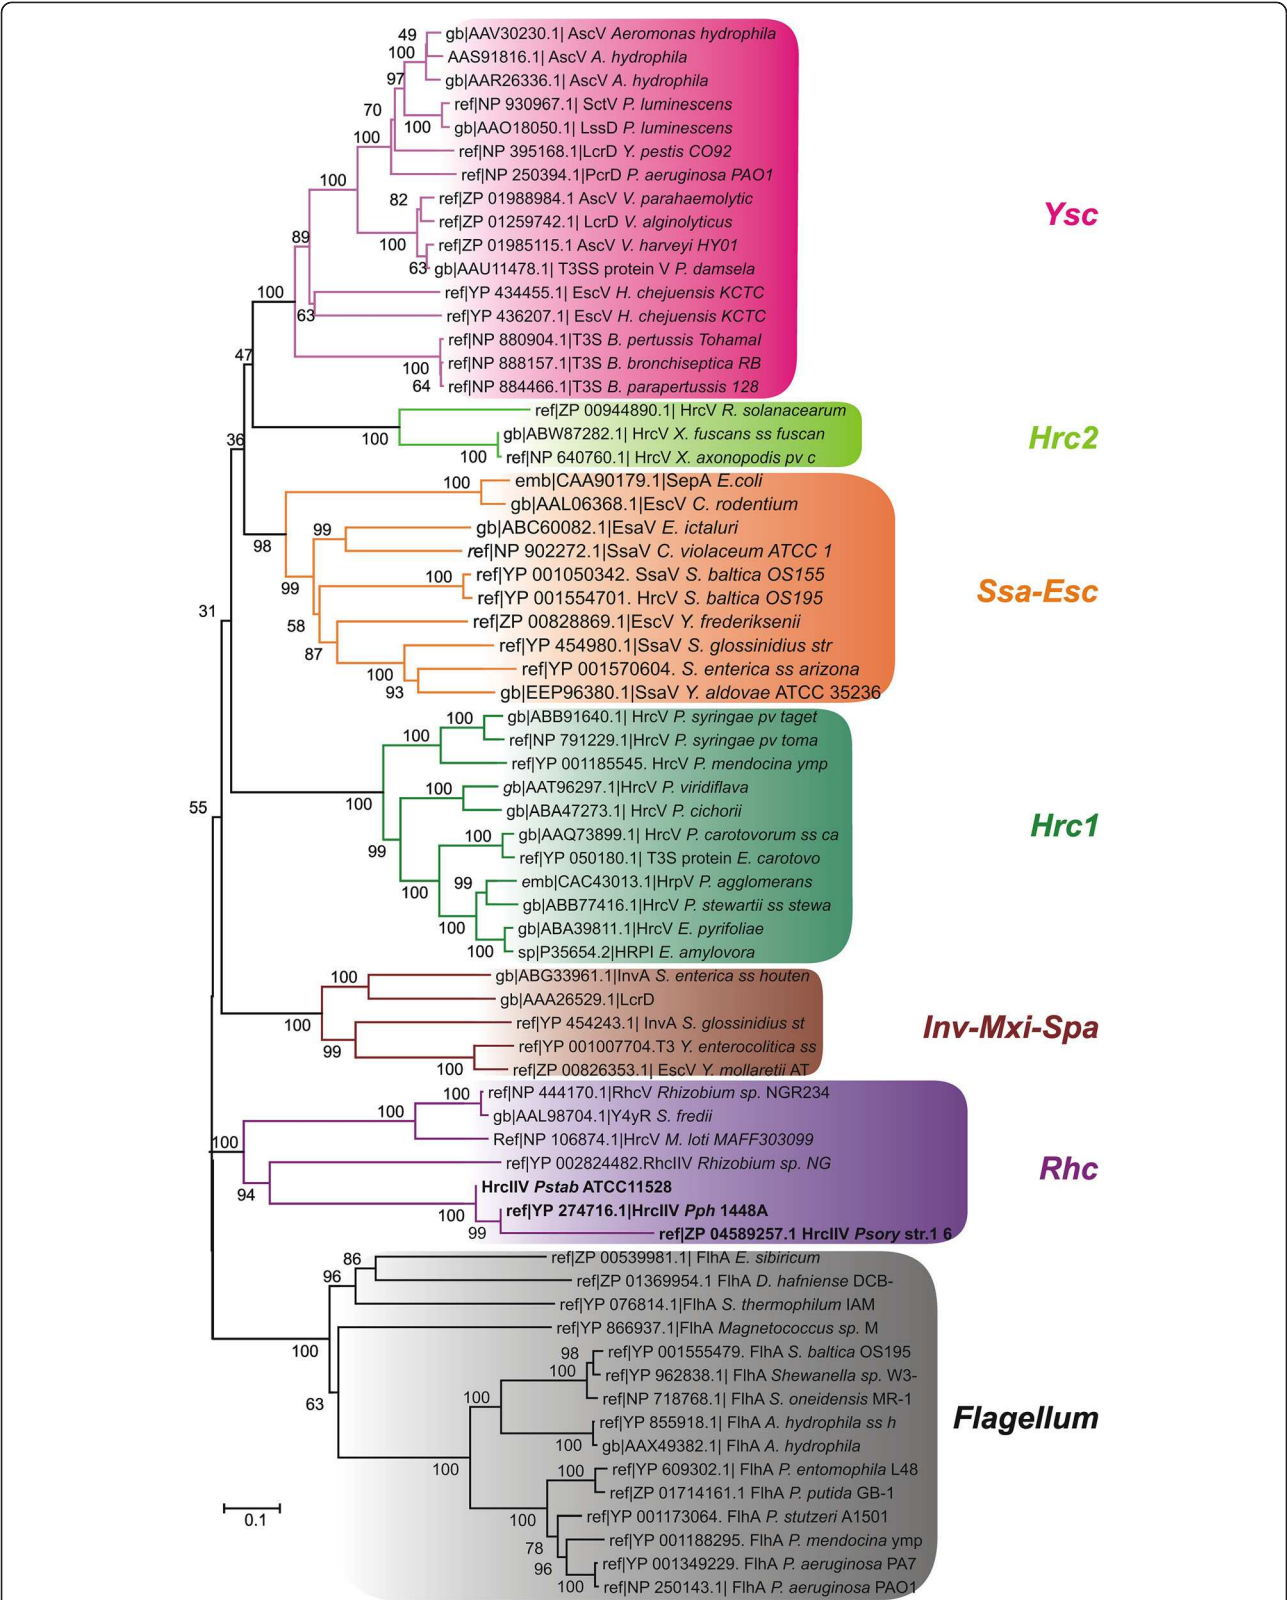 49
gb|AAV30230.1| AscV Aeromonas hydrophila
100
AAS91816.1| AscV A. hydrophila
97
gb|AAR26336.1| AscV A. hydrophila
ref|NP 930967.1| SctV P. luminescens
70
100
gb|AAO18050.1| LssD P. luminescens
100
ref|NP 395168.1|LcrD Y. pestis CO92
ref|NP 250394.1|PcrD P. aeruginosa PAO1
100
82
ref|ZP 01988984.1 AscV V. parahaemolytic
Ysc
ref|ZP 01259742.1| LcrD V. alginolyticus
89
100
ref|ZP 01985115.1 AscV V. harveyi HY01
63
gb|AAU11478.1| T3SS protein V P. damsela
100
ref|YP 434455.1| EscV H. chejuensis KCTC
63
ref|YP 436207.1| EscV H. chejuensis KCTC
ref|NP 880904.1|T3S B. pertussis TohamaI
47
100
ref|NP 888157.1|T3S B. bronchiseptica RB
64
ref|NP 884466.1|T3S B. parapertussis 128
ref|ZP 00944890.1| HrcV R. solanacearum
36
100
gb|ABW87282.1| HrcV X. fuscans ss fuscan
Hrc2
100
ref|NP 640760.1| HrcV X. axonopodis pv c
100
emb|CAA90179.1|SepA E.coli
gb|AAL06368.1|EscV C. rodentium
99
gb|ABC60082.1|EsaV E. ictaluri
98
ref|NP 902272.1|SsaV C. violaceum ATCC 1
100
ref|YP 001050342. SsaV S. baltica OS155
99
Ssa-Esc
ref|YP 001554701. HrcV S. baltica OS195
31
58
ref|ZP 00828869.1|EscV Y. frederiksenii
87
ref|YP 454980.1|SsaV S. glossinidius str
100
ref|YP 001570604. S. enterica ss arizona
93
gb|EEP96380.1|SsaV Y. aldovae ATCC 35236
100
gb|ABB91640.1| HrcV P. syringae pv taget
100
ref|NP 791229.1|HrcV P. syringae pv toma
ref|YP 001185545. HrcV P. mendocina ymp
100
gb|AAT96297.1|HrcV P. viridiflava
55
100
gb|ABA47273.1| HrcV P. cichorii
Hrc1
100
gb|AAQ73899.1| HrcV P. carotovorum ss ca
99
ref|YP 050180.1| T3S protein E. carotovo
99
emb|CAC43013.1|HrpV P. agglomerans
100
gb|ABB77416.1|HrcV P. stewartii ss stewa
100
gb|ABA39811.1|HrcV E. pyrifoliae
100
sp|P35654.2|HRPI E. amylovora
100
gb|ABG33961.1|InvA S. enterica ss houten
gb|AAA26529.1|LcrD
100
ref|YP 454243.1| InvA S. glossinidius st
Inv-Mxi-Spa
99
ref|YP 001007704.T3 Y. enterocolitica ss
100
ref|ZP 00826353.1| EscV Y. mollaretii AT
100
ref|NP 444170.1|RhcV Rhizobium sp. NGR234
100
gb|AAL98704.1|Y4yR S. fredii
100
Ref|NP 106874.1|HrcV M. loti MAFF303099
ref|YP 002824482.RhcIIV Rhizobium sp. NG
Rhc
94
HrcIIV Pstab ATCC11528
100
ref|YP 274716.1|HrcIIV Pph 1448A
99
ref|ZP 04589257.1 HrcIIV Psory str.1 6
86
ref|ZP 00539981.1| FlhA E. sibiricum
96
ref|ZP 01369954.1 FlhA D. hafniense DCB-
ref|YP 076814.1|FlhA S. thermophilum IAM
100
ref|YP 866937.1|FlhA Magnetococcus sp. M
98
ref|YP 001555479. FlhA S. baltica OS195
100
ref|YP 962838.1| FlhA Shewanella sp. W3-
63
100
ref|NP 718768.1| FlhA S. oneidensis MR-1
Flagellum
ref|YP 855918.1| FlhA A. hydrophila ss h
100
gb|AAX49382.1| FlhA A. hydrophila
100
100
ref|YP 609302.1| FlhA P. entomophila L48
ref|ZP 01714161.1 FlhA P. putida GB-1
0.1
100
ref|YP 001173064. FlhA P. stutzeri A1501
78
ref|YP 001188295. FlhA P. mendocina ymp
96
ref|YP 001349229. FlhA P. aeruginosa PA7
100
ref|NP 250143.1| FlhA P. aeruginosa PAO1